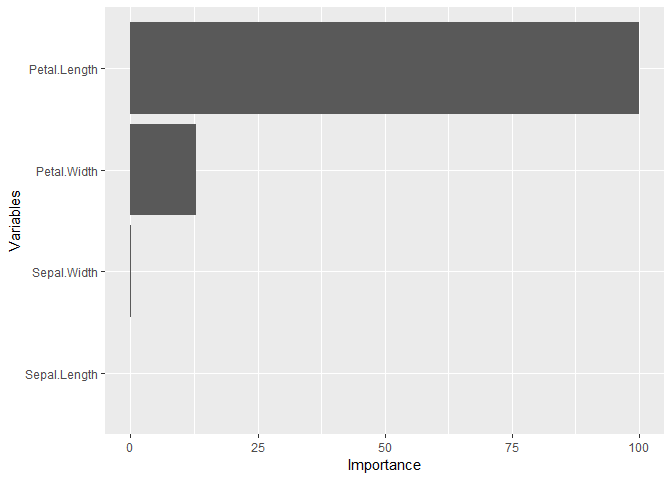 Petal.Length
Petal.Width
Sepal.Width
Sepal.Length
Variables
0 25 50 75 100
Importance